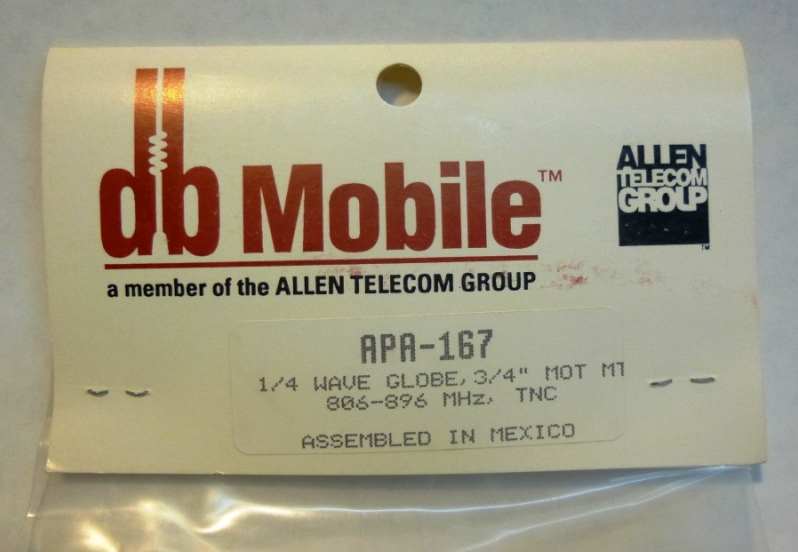 db Mobile™
a member of the ALLEN TELECOM GROUP
ALLEN
TELECOM
GROUP
TM
APA-167
1/4 WAVE GLOBE, 3/4" MOT MT
806-896 MHz, TNC
ASSEMBLED IN MEXICO